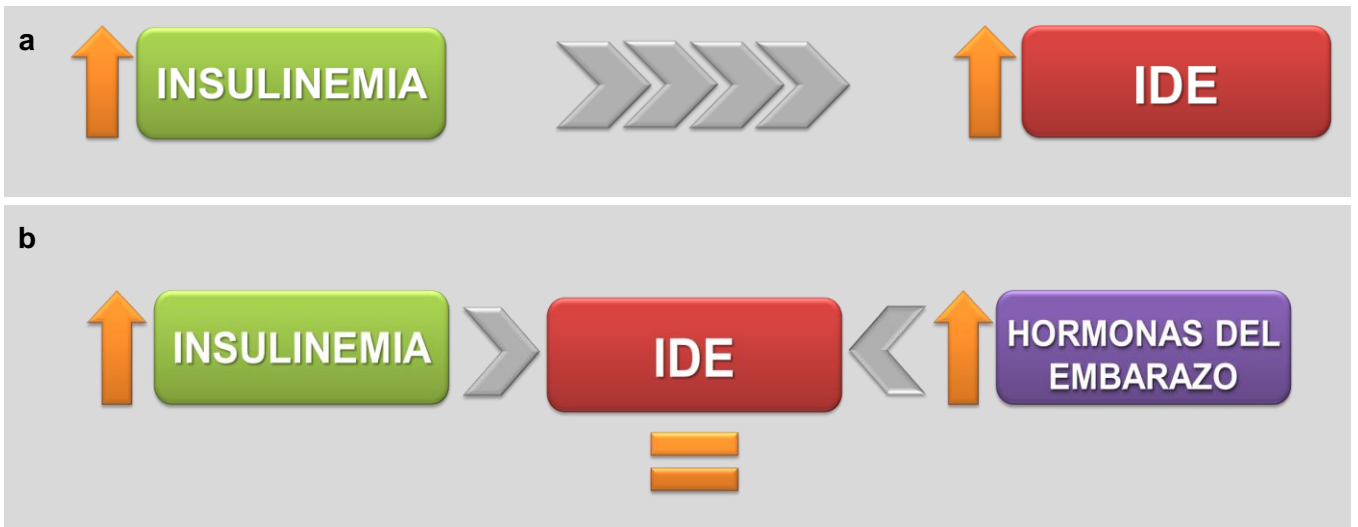 a
INSULINEMIA
IDE
b
INSULINEMIA
IDE
HORMONAS DEL
EMBARAZO